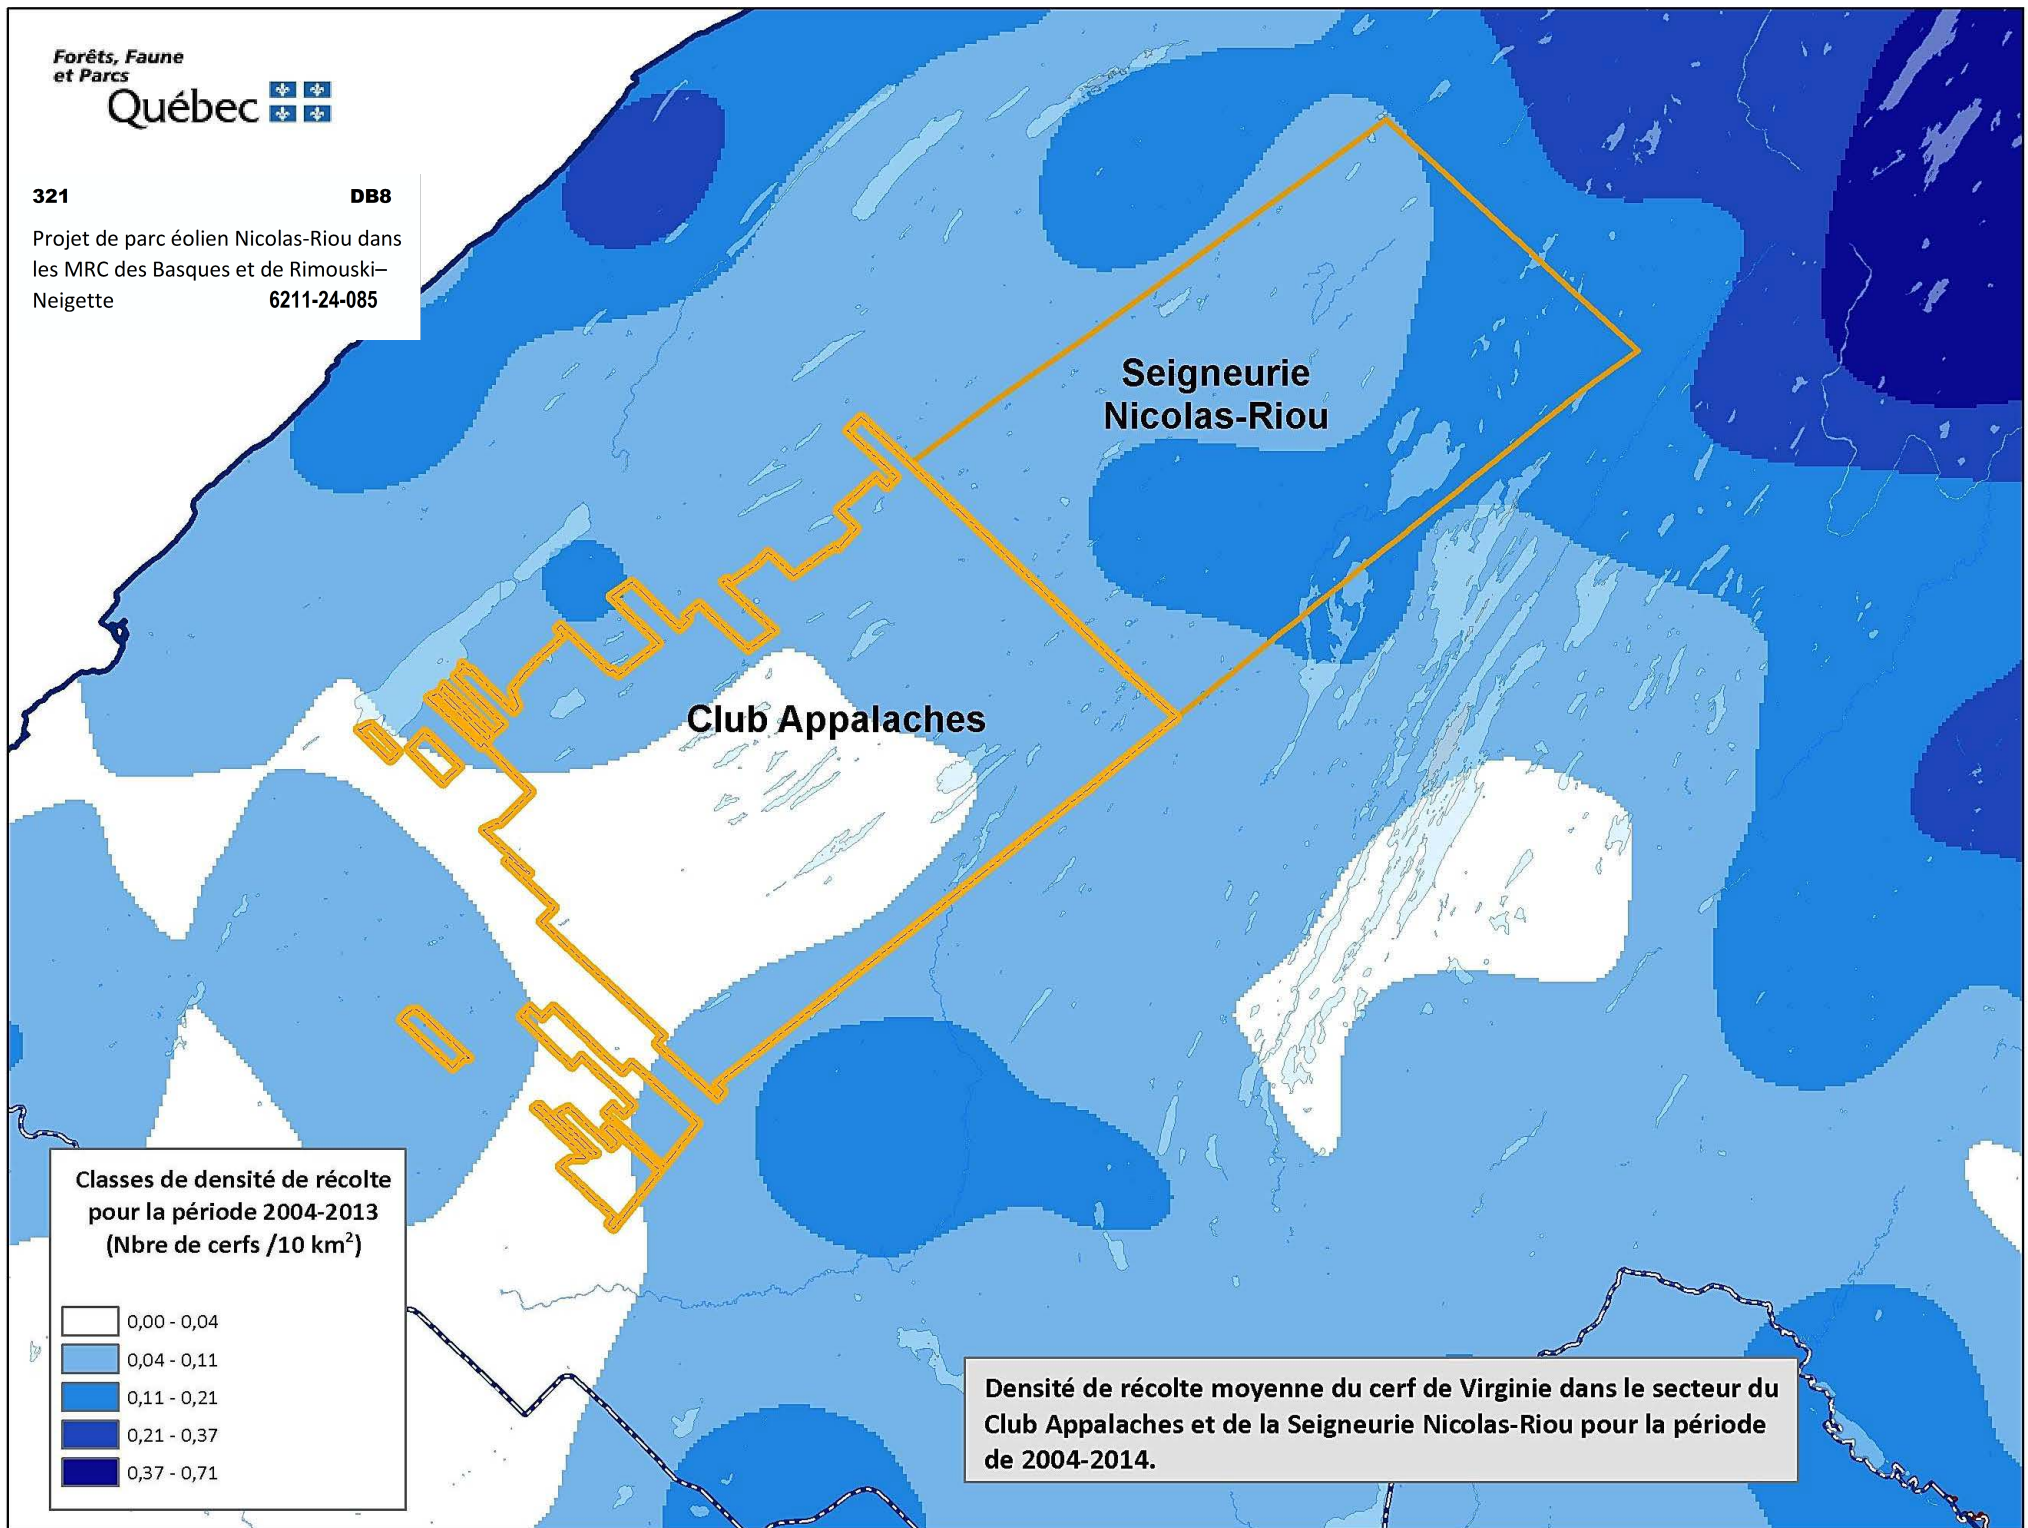 Forêts, Faune
et Parcs
Québec
321 DB8
Projet de parc éolien Nicolas-Riou dans
les MRC des Basques et de Rimouski–
Neigette 6211-24-085
Seigneurie
Nicolas-Riou
Club Appalaches
Classes de densité de récolte
pour la période 2004-2013
(Nbre de cerfs /10 km²)
0,00 - 0,04
0,04 - 0,11
0,11 - 0,21
0,21 - 0,37
0,37 - 0,71
Densité de récolte moyenne du cerf de Virginie dans le secteur du
Club Appalaches et de la Seigneurie Nicolas-Riou pour la période
de 2004-2014.